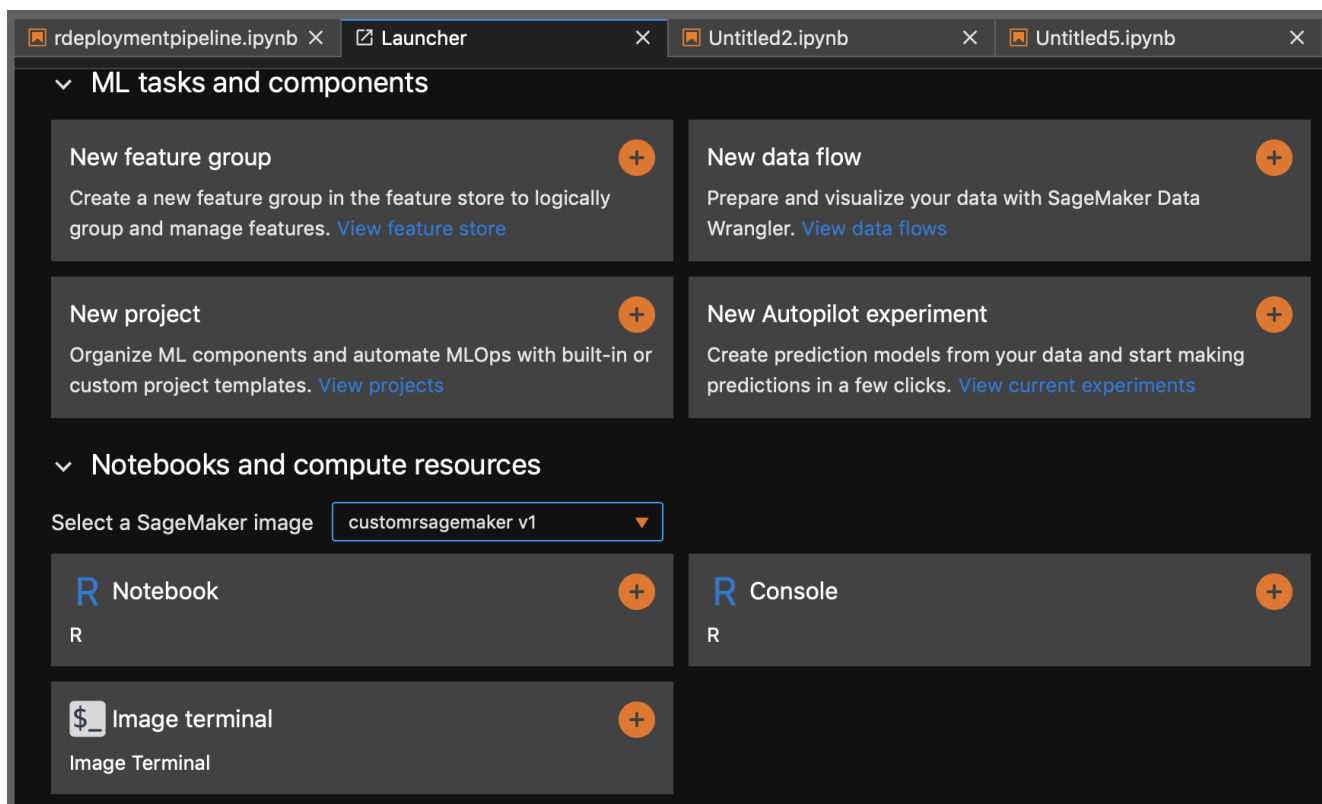 rdeploymentpipeline.ipynb
Launcher
Untitled2.ipynb
Untitled5.ipynb
ML tasks and components
New feature group
Create a new feature group in the feature store to logically
group and manage features. View feature store
New data flow
Prepare and visualize your data with SageMaker Data
Wrangler. View data flows
New project
Organize ML components and automate MLOps with built-in or
custom project templates. View projects
New Autopilot experiment
Create prediction models from your data and start making
predictions in a few clicks. View current experiments
Notebooks and compute resources
Select a SageMaker image
customrsagemaker v1
R Notebook
R
R Console
R
$_ Image terminal
Image Terminal